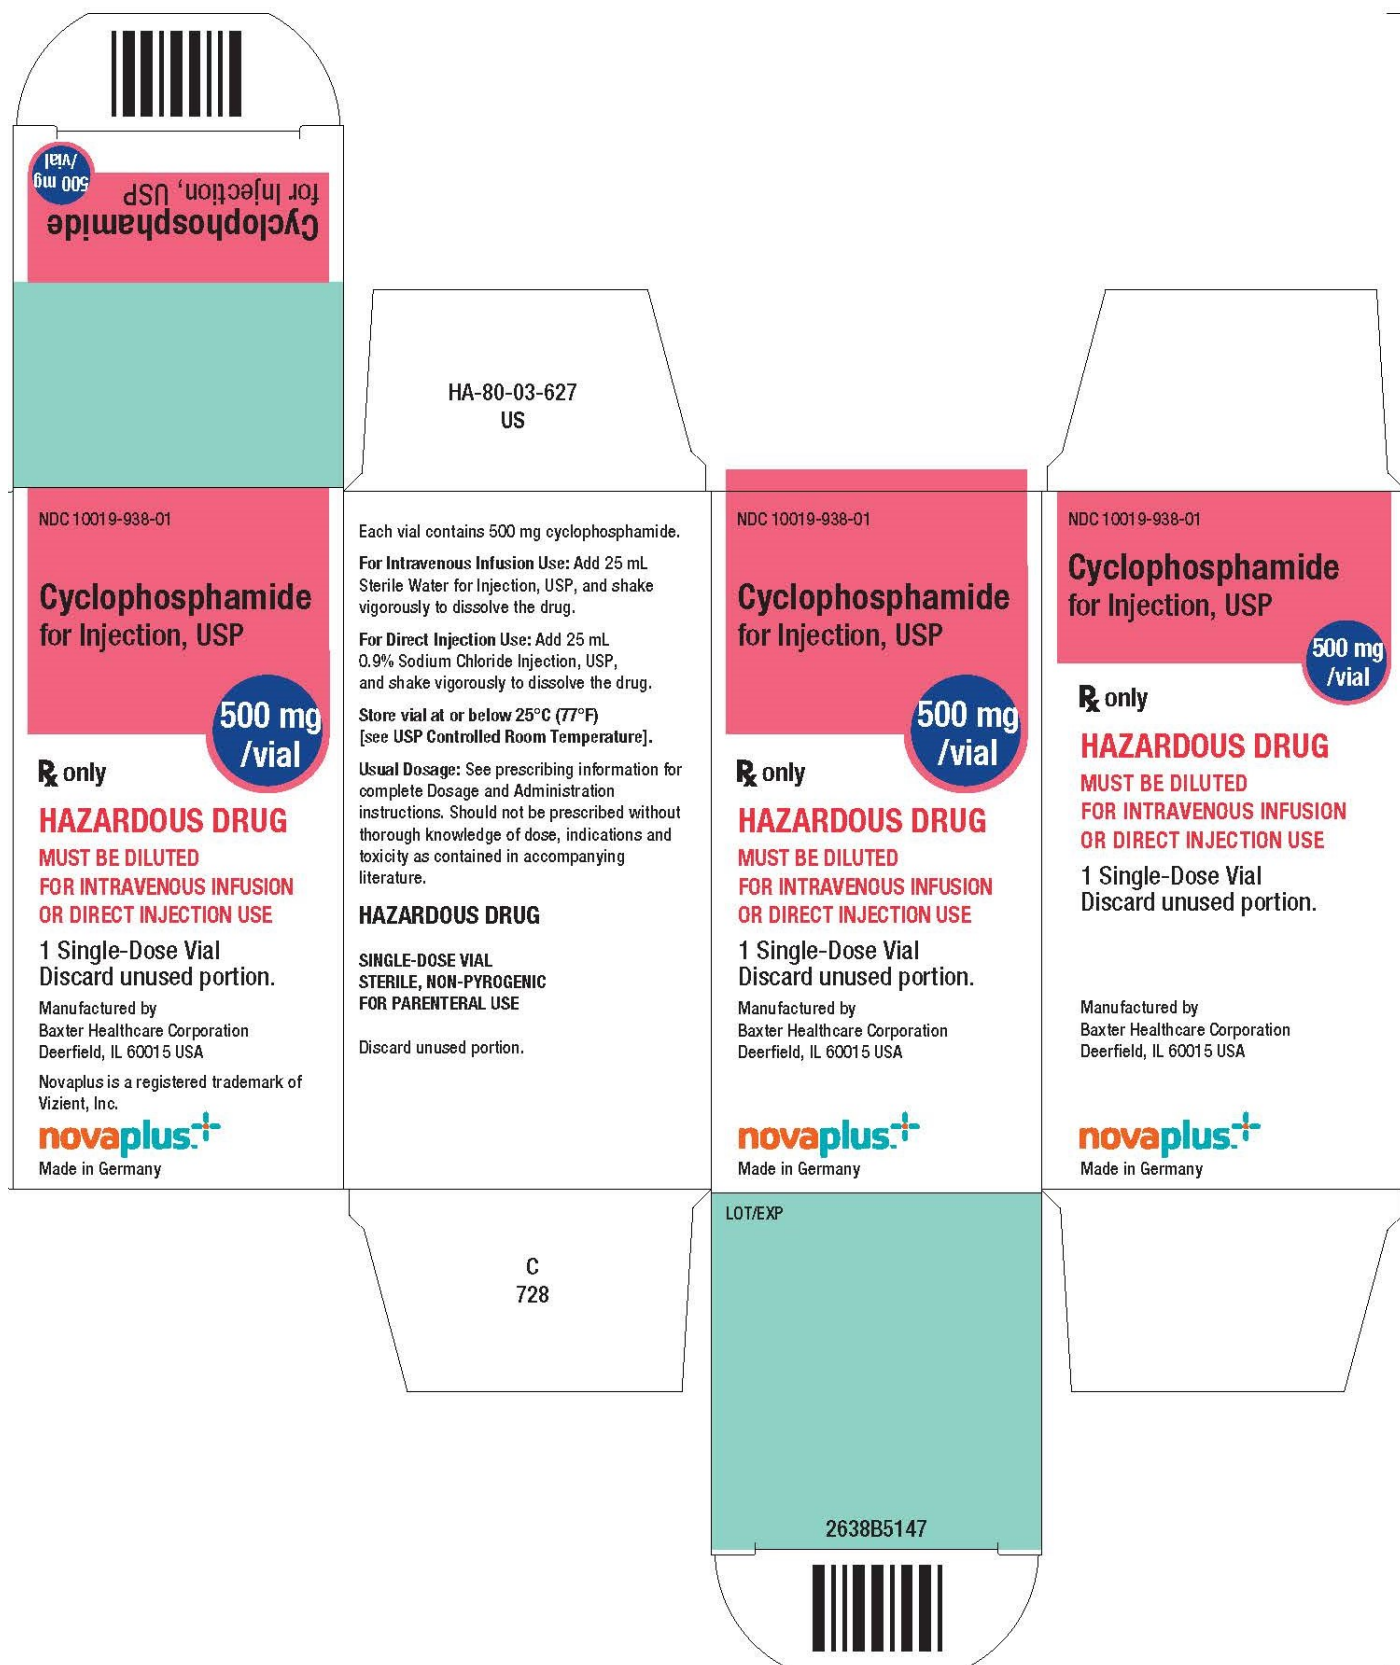 Cyclophosphamide
for Injection, USP
500 mg
/vial
HA-80-03-627
US
NDC 10019-938-01
Cyclophosphamide
for Injection, USP
500 mg
/vial
Rx only
HAZARDOUS DRUG
MUST BE DILUTED
FOR INTRAVENOUS INFUSION
OR DIRECT INJECTION USE
1 Single-Dose Vial
Discard unused portion.
Manufactured by
Baxter Healthcare Corporation
Deerfield, IL 60015 USA
Novaplus is a registered trademark of
Vizient, Inc.
novaplus™
Made in Germany
Each vial contains 500 mg cyclophosphamide.
For Intravenous Infusion Use: Add 25 mL
Sterile Water for Injection, USP, and shake
vigorously to dissolve the drug.
For Direct Injection Use: Add 25 mL
0.9% Sodium Chloride Injection, USP,
and shake vigorously to dissolve the drug.
Store vial at or below 25°C (77°F)
[see USP Controlled Room Temperature].
Usual Dosage: See prescribing information for
complete Dosage and Administration
instructions. Should not be prescribed without
thorough knowledge of dose, indications and
toxicity as contained in accompanying
literature.
HAZARDOUS DRUG
SINGLE-DOSE VIAL
STERILE, NON-PYROGENIC
FOR PARENTERAL USE
Discard unused portion.
NDC 10019-938-01
Cyclophosphamide
for Injection, USP
500 mg
/vial
Rx only
HAZARDOUS DRUG
MUST BE DILUTED
FOR INTRAVENOUS INFUSION
OR DIRECT INJECTION USE
1 Single-Dose Vial
Discard unused portion.
Manufactured by
Baxter Healthcare Corporation
Deerfield, IL 60015 USA
novaplus™
Made in Germany
NDC 10019-938-01
Cyclophosphamide
for Injection, USP
500 mg
/vial
Rx only
HAZARDOUS DRUG
MUST BE DILUTED
FOR INTRAVENOUS INFUSION
OR DIRECT INJECTION USE
1 Single-Dose Vial
Discard unused portion.
Manufactured by
Baxter Healthcare Corporation
Deerfield, IL 60015 USA
novaplus™
Made in Germany
C
728
LOT/EXP
2638B5147